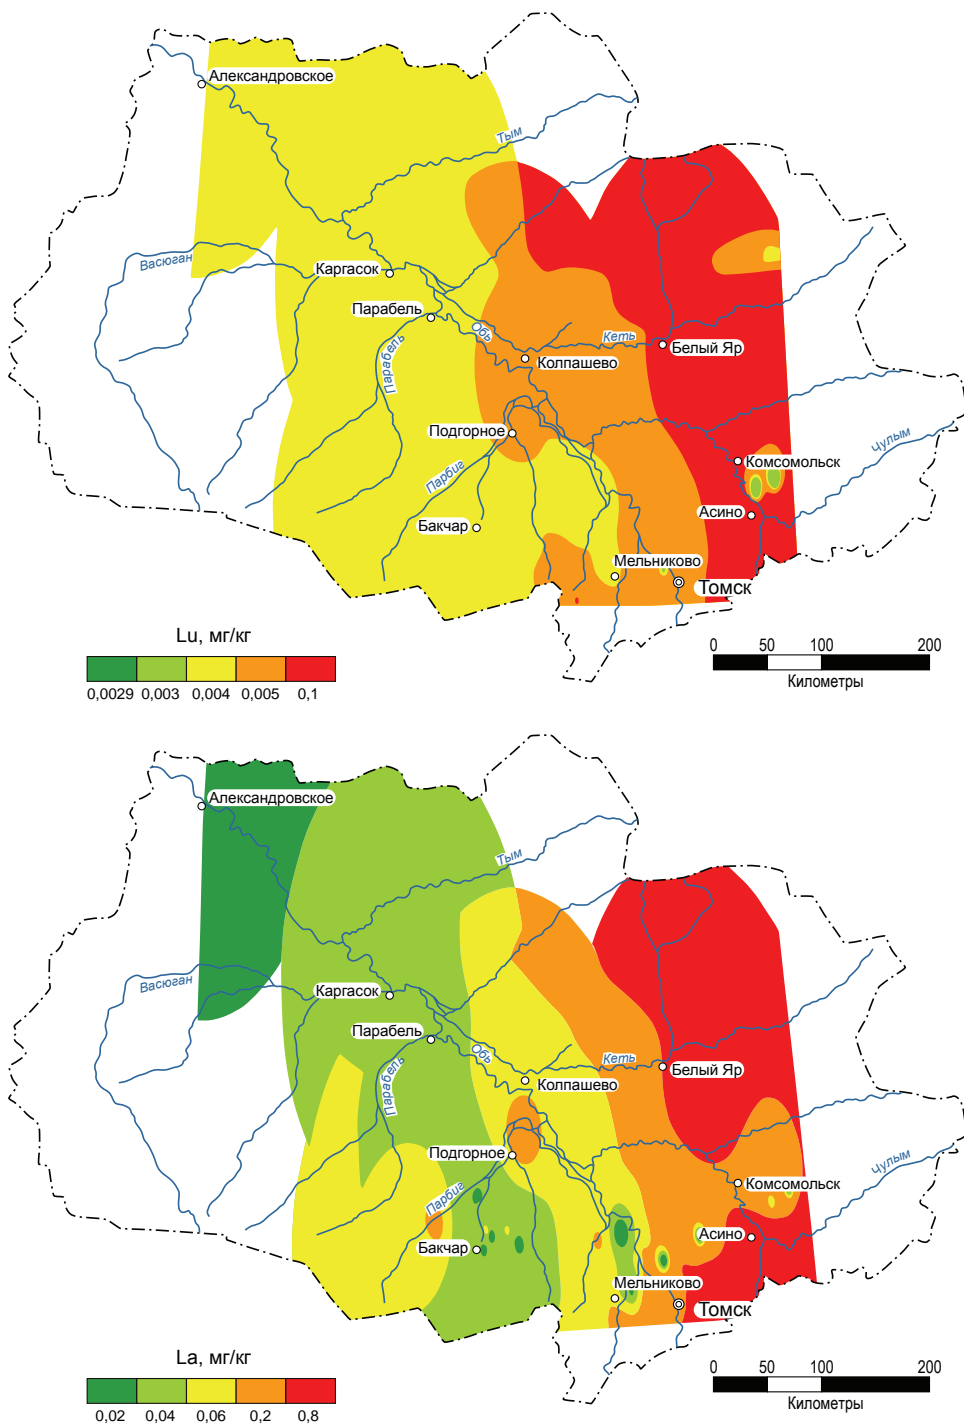 Александровское
Тым
Васюган
Каргасок
Парабель
Обь
Кеть
Белый Яр
Колпашево
Парабель
Подгорное
Чулым
Комсомольск
Парбиг
Асино
Бакчар
Мельниково
Томск
Lu, мг/кг
0,0029 0,003 0,004 0,005 0,1
0 50 100 200
Километры
Александровское
Тым
Васюган
Каргасок
Парабель
Обь
Кеть
Белый Яр
Колпашево
Парабель
Подгорное
Чулым
Комсомольск
Парбиг
Асино
Бакчар
Мельниково
Томск
La, мг/кг
0,02 0,04 0,06 0,2 0,8
0 50 100 200
Километры